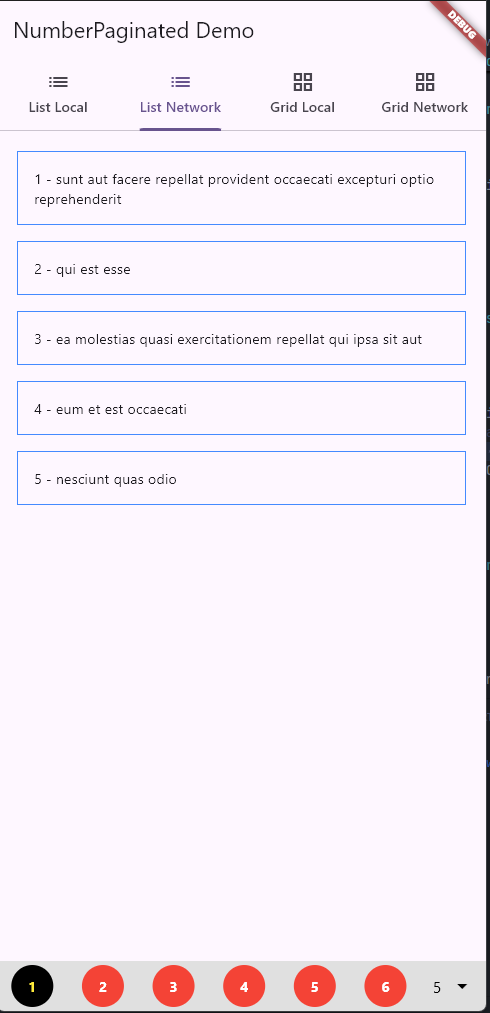 NumberPaginated Demo
DEBUG
List Local
List Network
Grid Local
Grid Network
1 - sunt aut facere repellat provident occaecati excepturi optio
reprehenderit
2 - qui est esse
3 - ea molestias quasi exercitationem repellat qui ipsa sit aut
4 - eum et est occaecati
5 - nesciunt quas odio
1 2 3 4 5 6 5